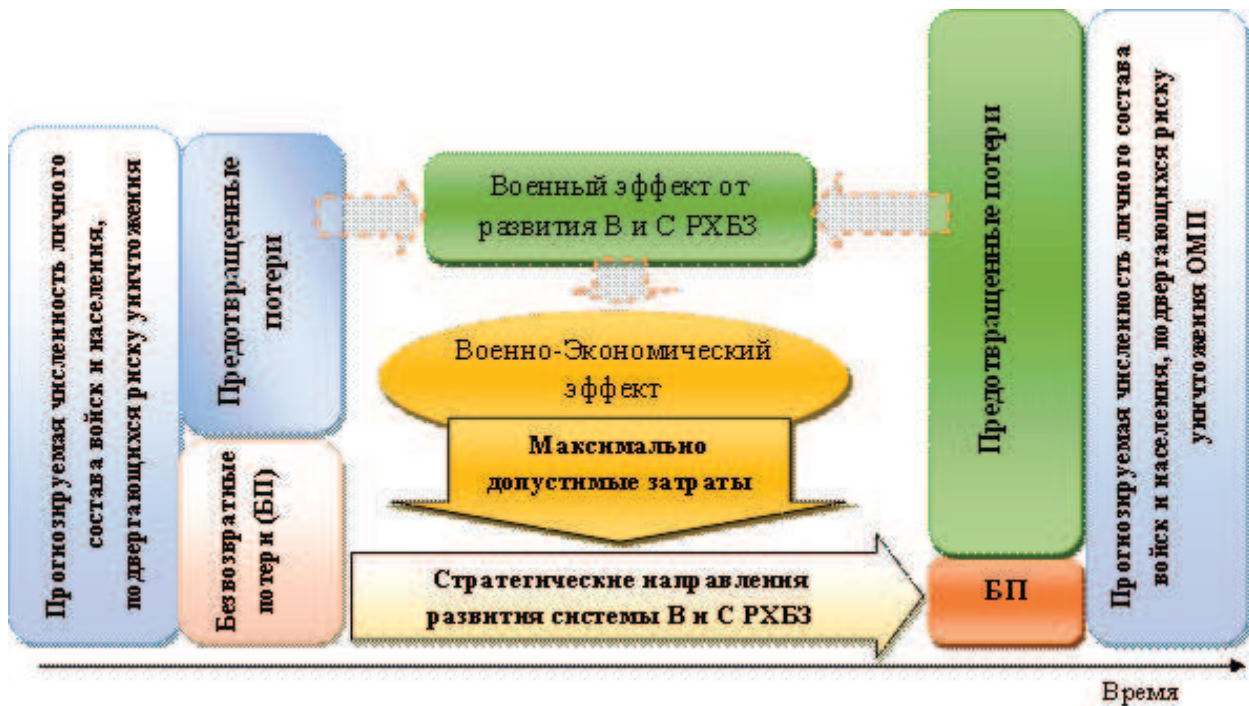 Прогнозируемая численность личного
состава войск и населения,
подвергающихся риску уничтожения
Предотвращенные
потери
Безвозвратные
потери (БП)
Военный эффект от
развития В и С РХБЗ
Военно-Экономический
эффект
Максимально
допустимые затраты
Стратегические направления
развития системы В и С РХБЗ
Предотвращенные потери
БП
Прогнозируемая численность личного состава
войск и населения, подвергающихся риску
уничтожения ОМП
Время